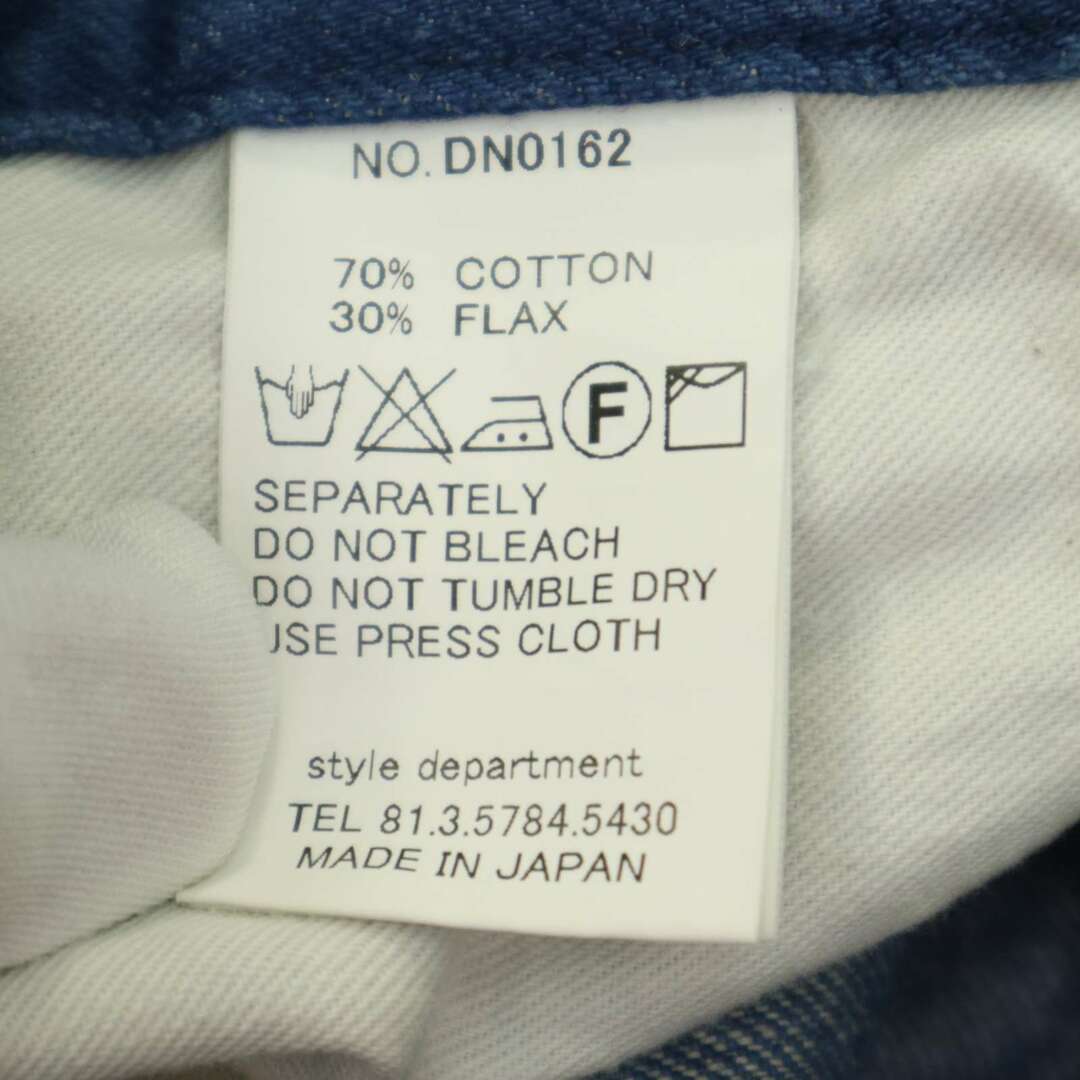 NO. DN0162
70% COTTON
30% FLAX
F
SEPARATELY
DO NOT BLEACH
DO NOT TUMBLE DRY
USE PRESS CLOTH
style department
TEL 81.3.5784.5430
MADE IN JAPAN